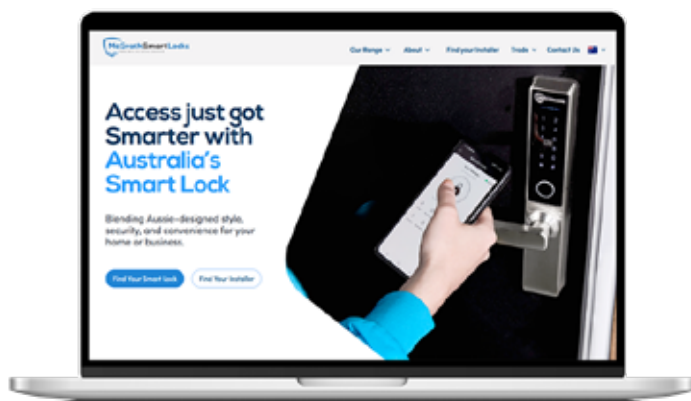 McGrathSmartLocks
Our Range
About
Find your Installer
Trade
Contact Us
Access just got
Smarter with
Australia's
Smart Lock
Blending Aussie-designed style,
security, and convenience for your
home or business.
Find Your Smart Lock
Find Your Installer